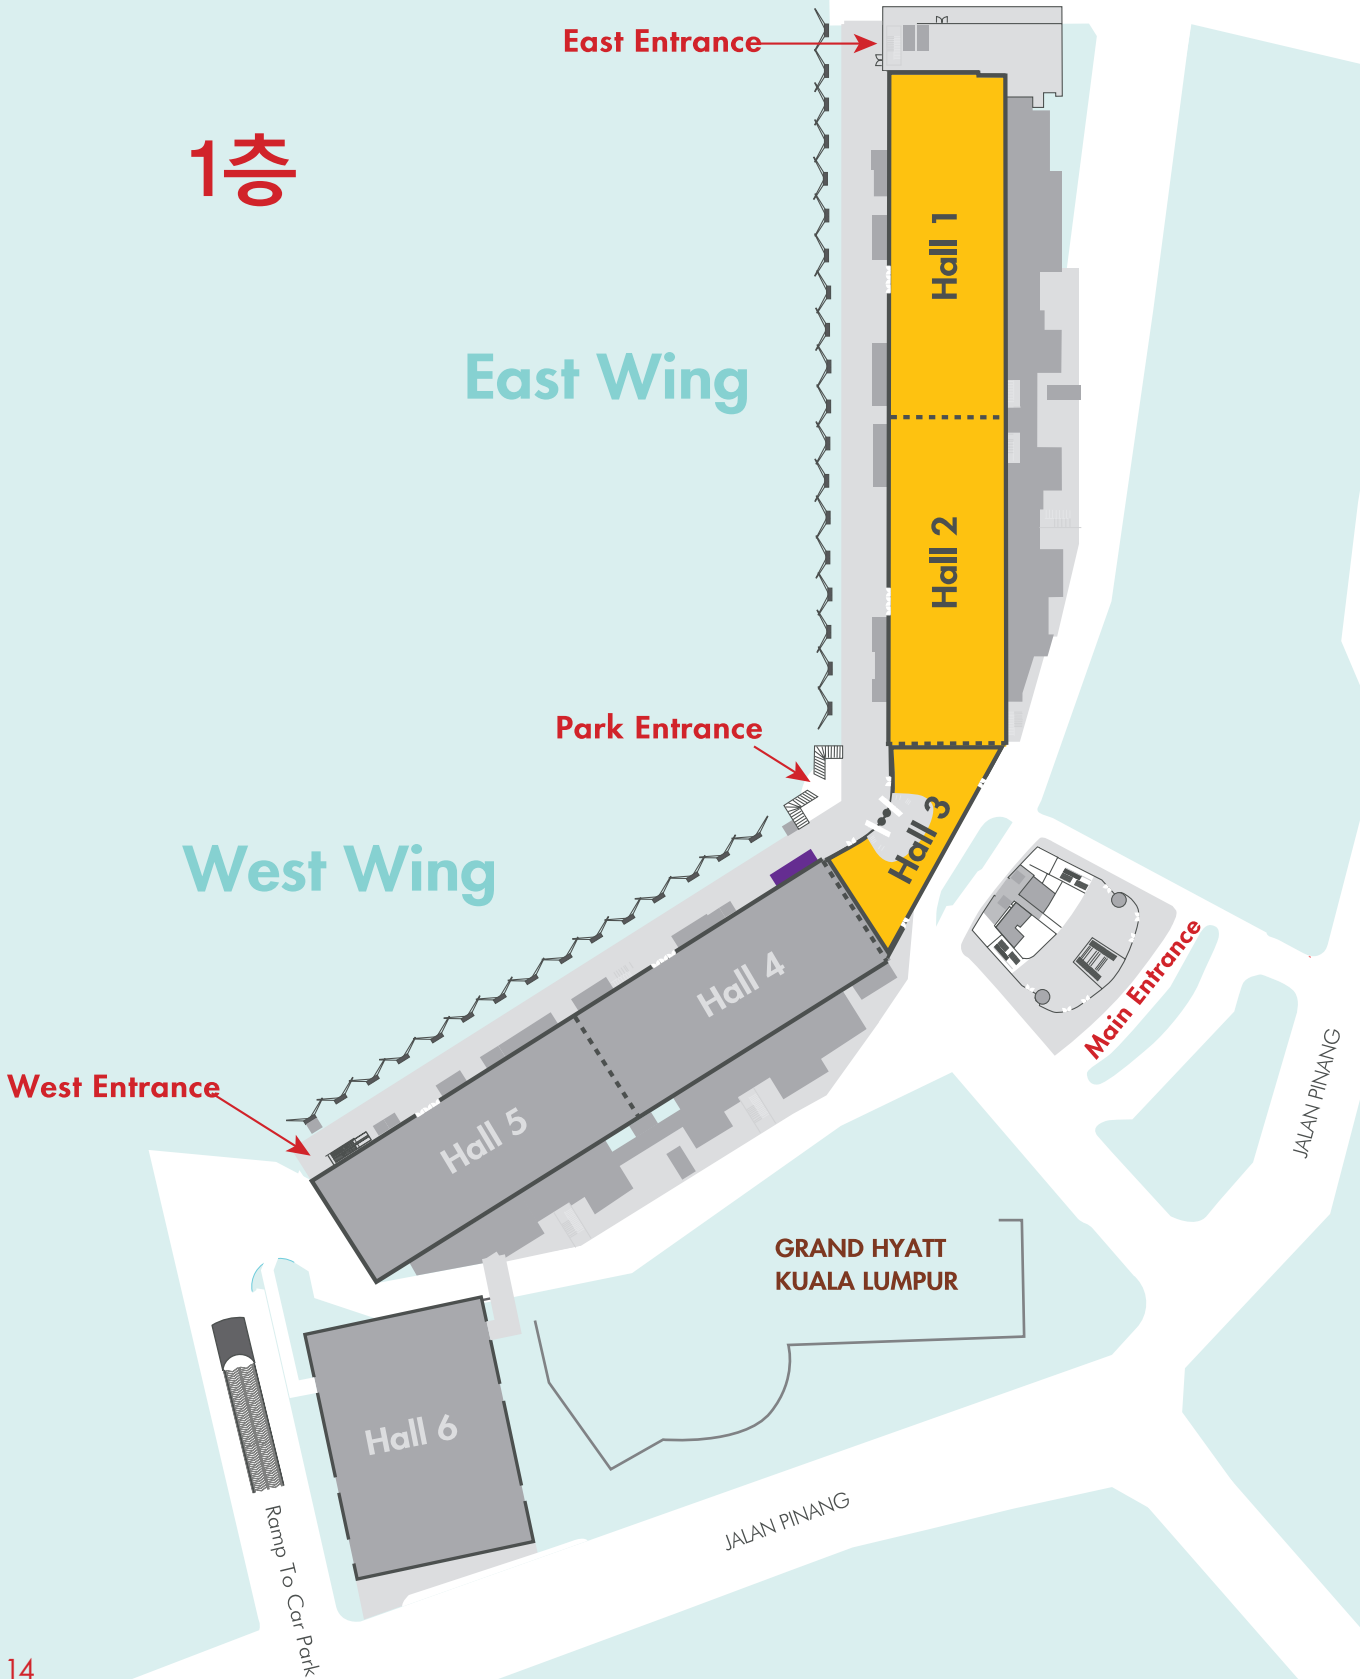 East Entrance
1층
Hall 1
East Wing
Hall 2
Park Entrance
Hall 3
West Wing
Main Entrance
Hall 4
JALAN PINANG
West Entrance
Hall 5
GRAND HYATT
KUALA LUMPUR
Hall 6
JALAN PINANG
Ramp To Car Park
14